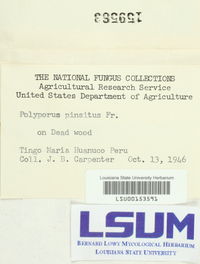 159563
THE NATIONAL FUNGUS COLLECTIONS
Agricultural Research Service
United States Department of Agriculture
Polyporus pinsitus Fr.
on Dead wood
Tingo Maria Huanuco Peru
Coll. J. B. Carpenter Oct. 13, 1946
Louisiana State University Herbarium
LSU00153591
LSUM
BERNARD LOWY MYCOLOGICAL HERBARIUM
LOUISIANA STATE UNIVERSITY